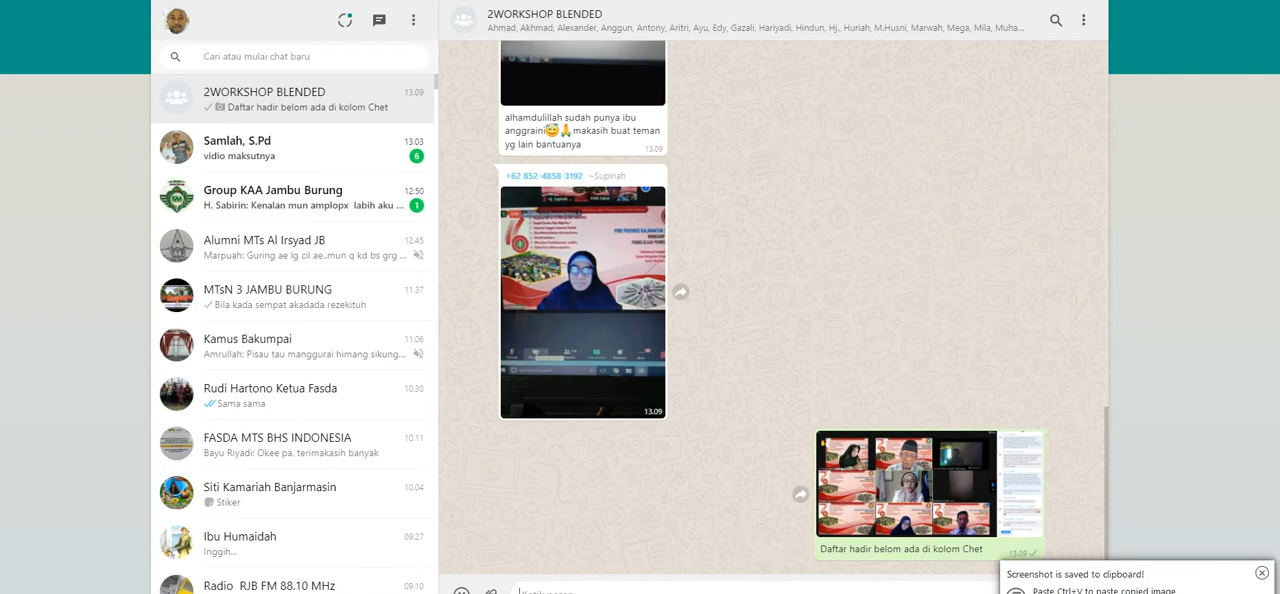 Cari atau mulai chat baru
2WORKSHOP BLENDED
13.09
Daftar hadir belom ada di kolom Chet
Samlah, S.Pd
13.03
vidio maksutnya
6
Group KAA Jambu Burung
12.50
H. Sabirin: Kenalan mun amplopx labih aku ...
1
Alumni MTs Al Irsyad JB
12.45
Marpuah: Guring ae lg cil ae..mun q kd bs grg ...
MTsN 3 JAMBU BURUNG
11.37
Bila kada sempat akadada rezekituh
Kamus Bakumpai
11.06
Amrullah: Pisau tau manggurai himang sikung...
Rudi Hartono Ketua Fasda
10.30
Sama sama
FASDA MTS BHS INDONESIA
10.11
Baju Riyadi: Okee pa, terimakasih banyak
Siti Kamariah Banjarmasin
10.04
Stiker
Ibu Humaidah
09.27
Inggih...
Radio RJB FM 88.10 MHz
09.10
2WORKSHOP BLENDED
Ahmad, Akhmad, Alexander, Anggun, Antony, Aritri, Ayu, Edy, Gazali, Hariyadi, Hindun, Hj., Huriah, M.Husni, Marwah, Mega, Mila, Muha...
alhamdulillah sudah punya ibu
anggraini😇🙏makasih buat teman
yg lain bantuanya
13.09
+62 852-4858-3192 ~Supinah
13.09
Daftar hadir belom ada di kolom Chet
13.09
Ketik pesan
Screenshot is saved to clipboard!
Paste Ctrl+V to paste copied image